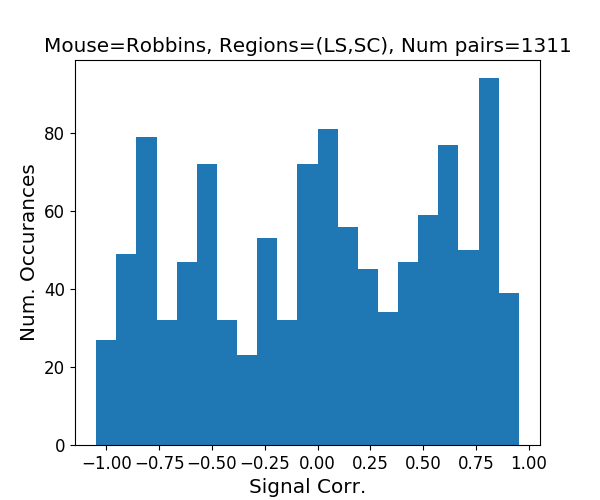 Mouse=Robbins, Regions=(LS,SC), Num pairs=1311
Num. Occurances
80
60
40
20
0
−1.00 −0.75 −0.50 −0.25 0.00 0.25 0.50 0.75 1.00
Signal Corr.